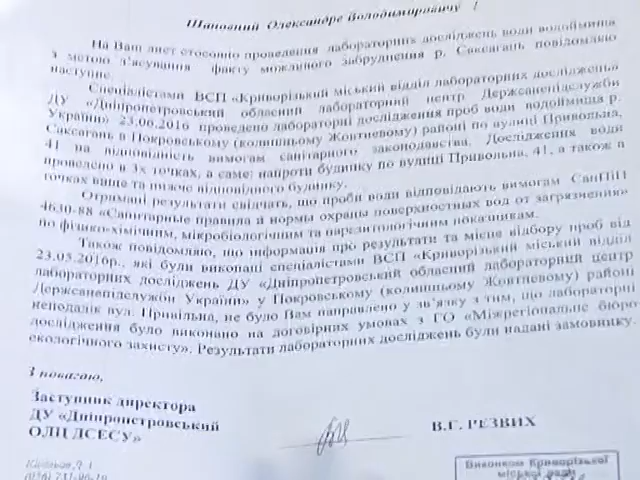 Шановний Олександре Володимировичу !
На Ваш лист стосовно проведення лабораторних досліджень води водоймища
з метою з'ясування факту можливого забруднення р. Саксагань повідомляю
наступне.
Спеціалістами ВСП «Криворізький міський відділ лабораторних досліджень»
ДУ «Дніпропетровський обласний лабораторний центр Держсанепідслужби
України» 23.06.2016 проведено лабораторні дослідження проб води водоймища р.
Саксагань в Покровському (колишньому Жовтневому) районі по вулиці Привольна,
41 на відповідність вимогам санітарного законодавства. Дослідження води
проведено в 3х точках, а саме: напроти будинку по вулиці Привольна, 41, а також а
точках вище та нижче відповідного будинку.
Отримані результати свідчать, що проби води відповідають вимогам СанПіН
4630-88 «Санитарные правила и нормы охраны поверхностных вод от загрязнения»
по фізико-хімічним, мікробіологічним та паразитологічним показникам.
Також повідомляю, що інформація про результати та місце відбору проб від
23.05.2016р., які були виконані спеціалістами ВСП «Криворізький міський відділ
лабораторних досліджень ДУ «Дніпропетровський обласний лабораторний центр
Держсанепідслужби України» у Покровському (колишньому Жовтневому) районі
неподалік вул. Привільна, не було Вам направлено у зв'язку з тим, що лабораторні
дослідження було виконано на договірних умовах з ГО «Міжрегіональне бюро
екологічного захисту». Результати лабораторних досліджень були надані замовнику.
З повагою,
Заступник директора
ДУ «Дніпропетровський
ОЛЦ ДСЕСУ»
В.Г. РЕЗВИХ
Виконком Криворізької
міської ради